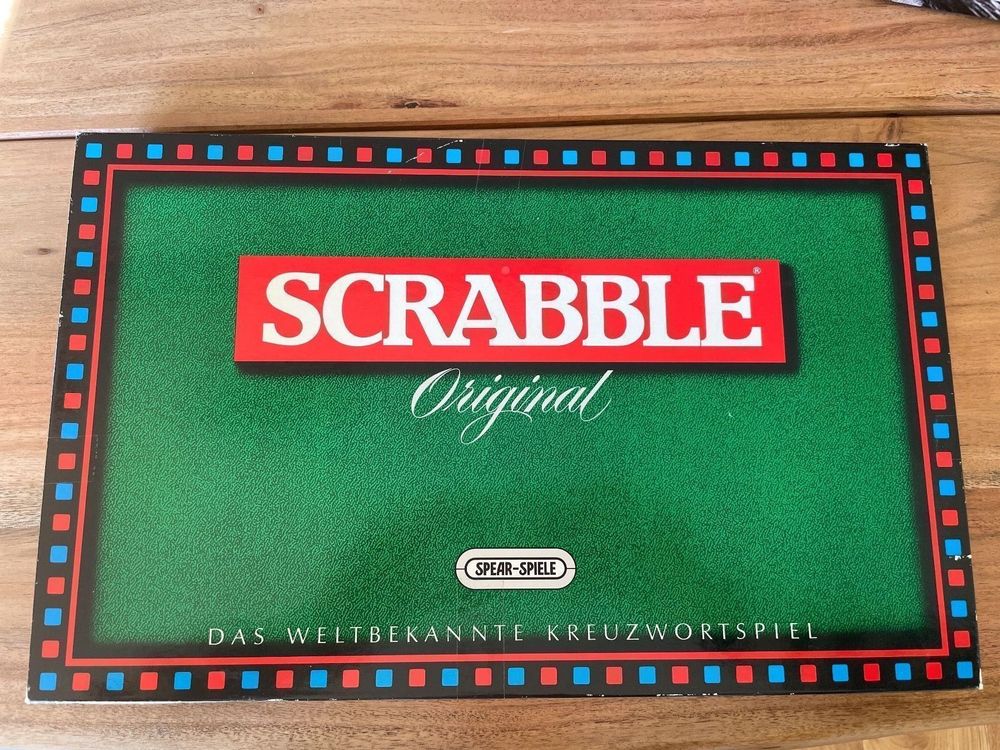 SCRABBLE®
Original
SPEAR-SPIELE
DAS WELTBEKANNTE KREUZWORTSPIEL